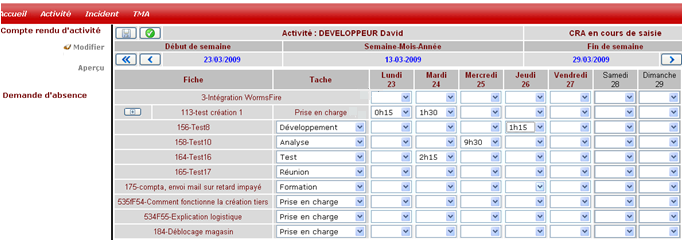 Accueil Activité Incident TMA
Compte rendu d'activité
Modifier
Aperçu
Demande d'absence
Activité : DEVELOPPEUR David CRA en cours de saisie
Début de semaine Semaine-Mois-Année Fin de semaine
23/03/2009 13-03-2009 29/03/2009
Fiche Tache Lundi 23 Mardi 24 Mercredi 25 Jeudi 26 Vendredi 27 Samedi 28 Dimanche 29
3-Intégration WormsFire
113-test création 1 Prise en charge 0h15 1h30
156-Test8 Développement 1h15
158-Test10 Analyse 9h30
164-Test16 Test 2h15
165-Test17 Réunion
175-compta, envoi mail sur retard impayé Formation
535fF54-Comment fonctionne la création tiers Prise en charge
534F55-Explication logistique Prise en charge
184-Déblocage magasin Prise en charge